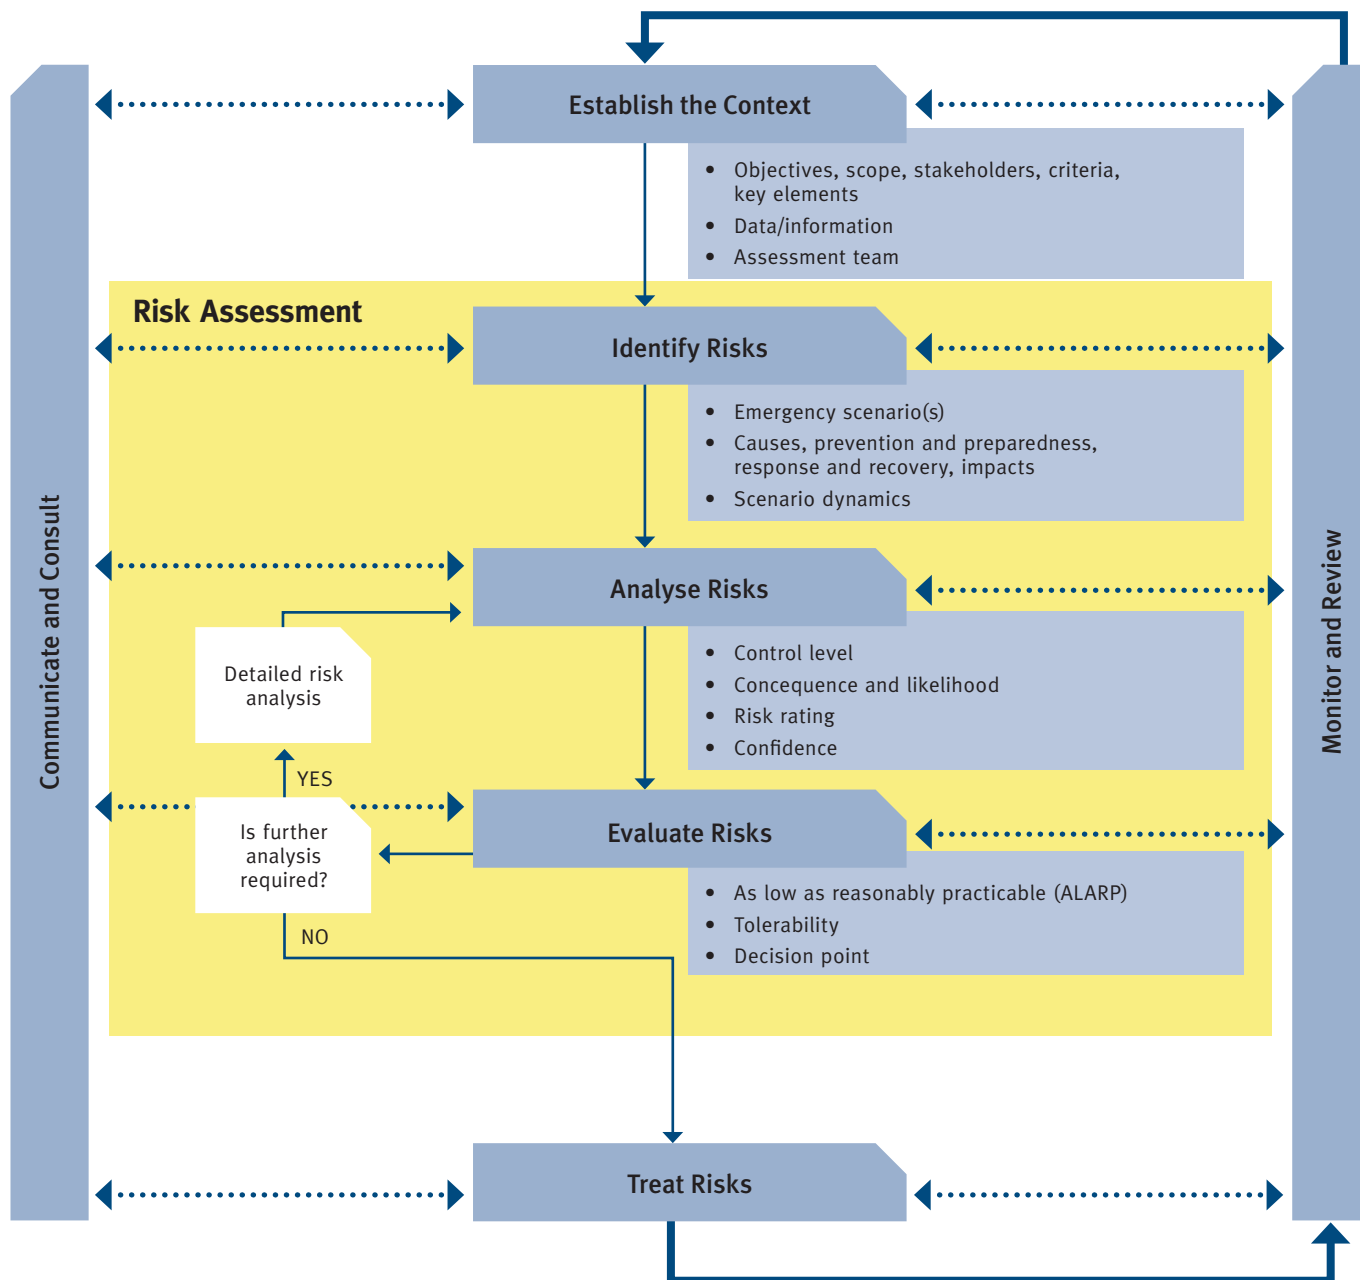 Establish the Context
• Objectives, scope, stakeholders, criteria,
key elements
• Data/information
• Assessment team
Risk Assessment
Identify Risks
• Emergency scenario(s)
• Causes, prevention and preparedness,
response and recovery, impacts
• Scenario dynamics
Communicate and Consult
Monitor and Review
Analyse Risks
• Control level
• Concequence and likelihood
• Risk rating
• Confidence
Detailed risk
analysis
YES
Is further
analysis
required?
NO
Evaluate Risks
• As low as reasonably practicable (ALARP)
• Tolerability
• Decision point
Treat Risks